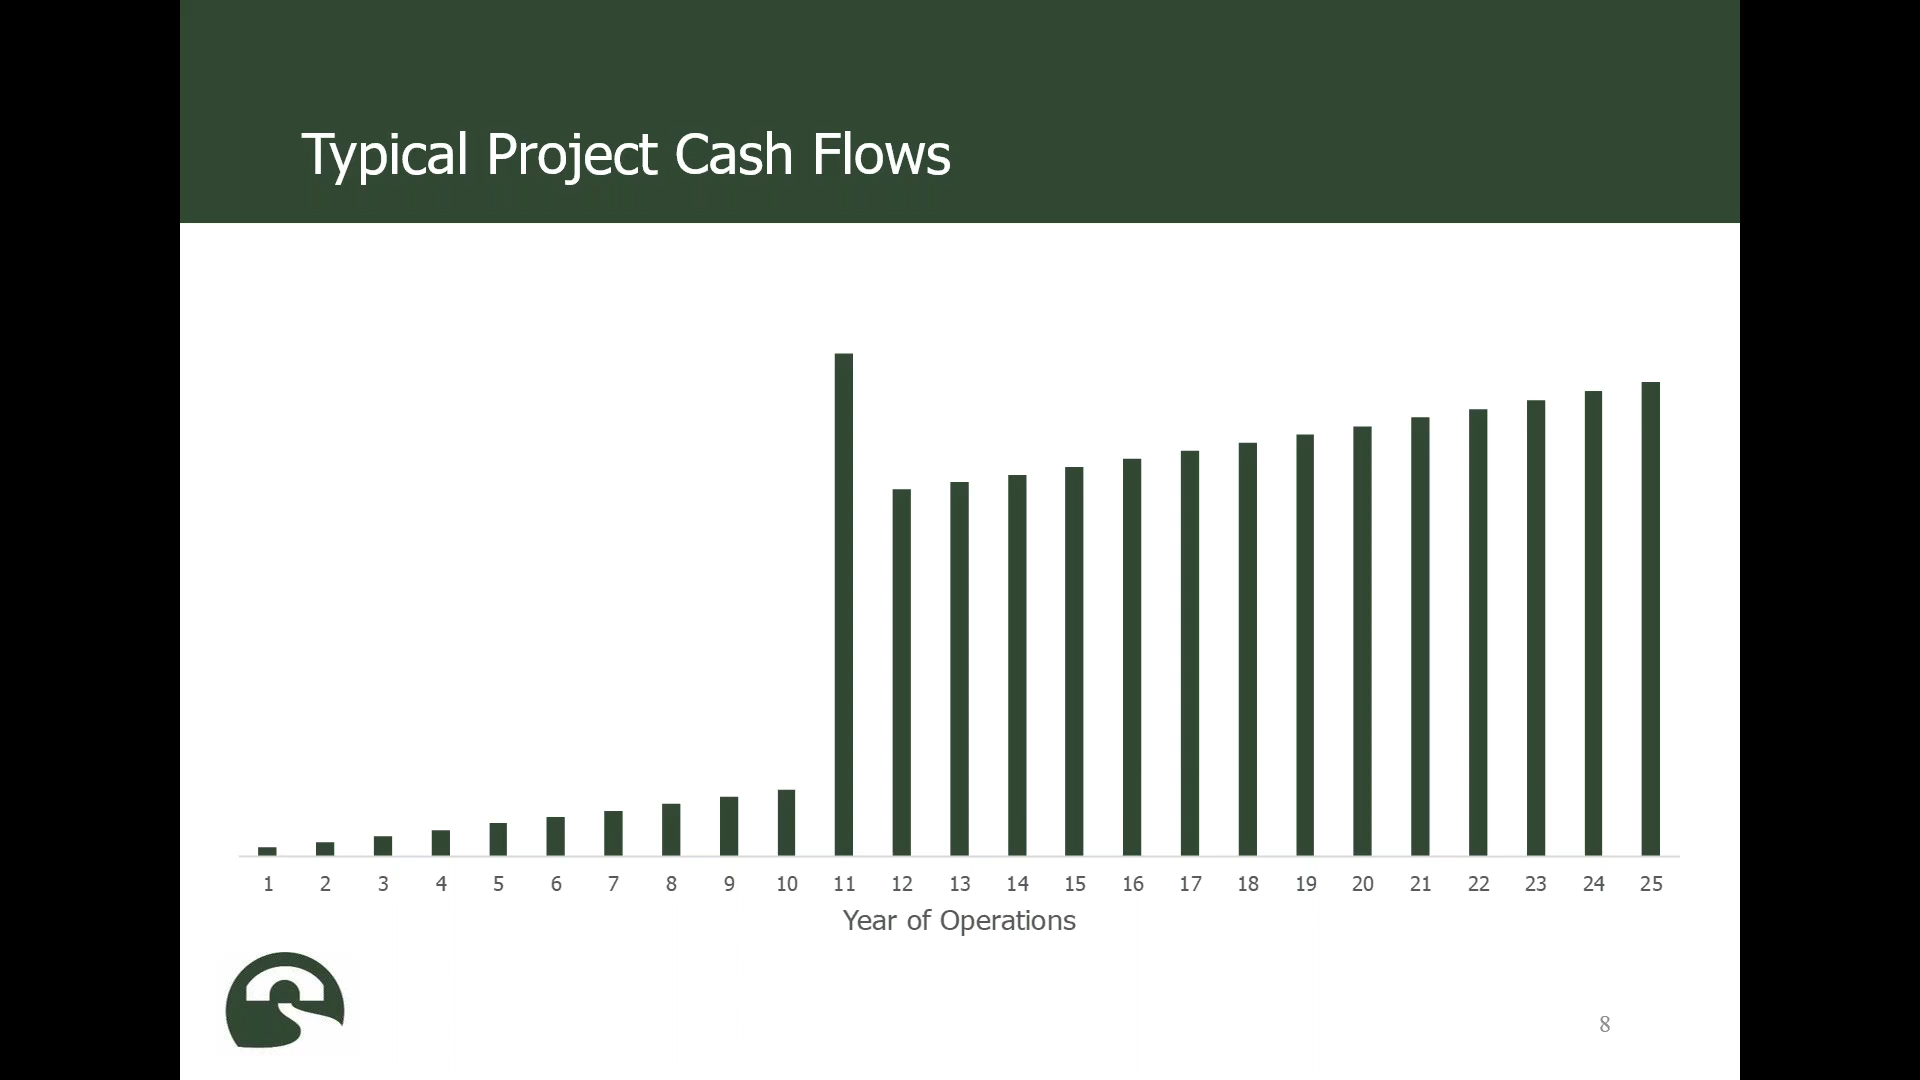 Typical Project Cash Flows
1 2 3 4 5 6 7 8 9 10 11 12 13 14 15 16 17 18 19 20 21 22 23 24 25
Year of Operations
8